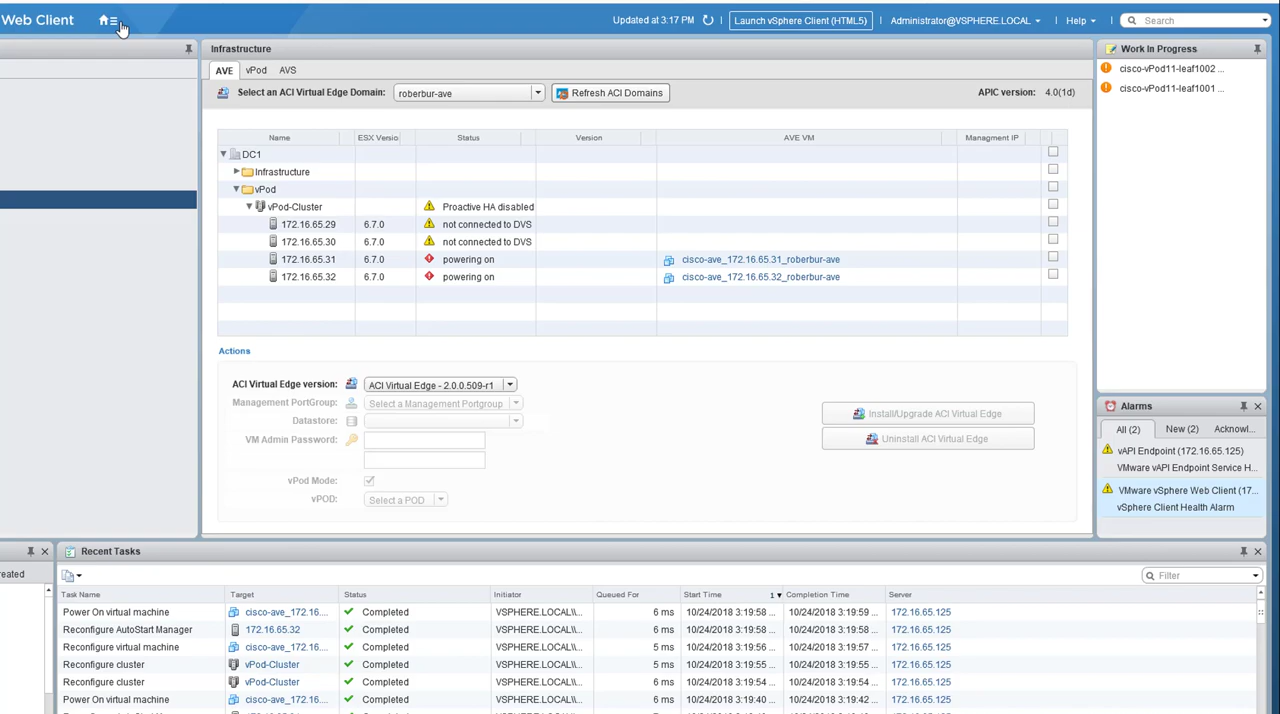 Web Client Updated at 3:17 PM Launch vSphere Client (HTML5) Administrator@VSPHERE.LOCAL Help Search
Infrastructure
AVE vPod AVS
Select an ACI Virtual Edge Domain: roberbur-ave Refresh ACI Domains APIC version: 4.0(1d)
Name ESX Versio Status Version AVE VM Managment IP
DC1
Infrastructure
vPod
vPod-Cluster Proactive HA disabled
172.16.65.29 6.7.0 not connected to DVS
172.16.65.30 6.7.0 not connected to DVS
172.16.65.31 6.7.0 powering on cisco-ave_172.16.65.31_roberbur-ave
172.16.65.32 6.7.0 powering on cisco-ave_172.16.65.32_roberbur-ave
Actions
ACI Virtual Edge version: ACI Virtual Edge - 2.0.0.509-r1
Management PortGroup: Select a Management Portgroup
Datastore:
VM Admin Password:
vPod Mode:
vPOD: Select a POD
Install/Upgrade ACI Virtual Edge
Uninstall ACI Virtual Edge
Work In Progress
cisco-vPod11-leaf1002 ...
cisco-vPod11-leaf1001 ...
Alarms
All (2) New (2) Acknowl...
vAPI Endpoint (172.16.65.125)
VMware vAPI Endpoint Service H...
VMware vSphere Web Client (17...
vSphere Client Health Alarm
eated
Recent Tasks
Filter
Task Name Target Status Initiator Queued For Start Time 1 Completion Time Server
Power On virtual machine cisco-ave_172.16.... Completed VSPHERE.LOCAL\\... 6 ms 10/24/2018 3:19:58 ... 10/24/2018 3:19:59 ... 172.16.65.125
Reconfigure AutoStart Manager 172.16.65.32 Completed VSPHERE.LOCAL\\... 6 ms 10/24/2018 3:19:58 ... 10/24/2018 3:19:58 ... 172.16.65.125
Reconfigure virtual machine cisco-ave_172.16.... Completed VSPHERE.LOCAL\\... 6 ms 10/24/2018 3:19:56 ... 10/24/2018 3:19:57 ... 172.16.65.125
Reconfigure cluster vPod-Cluster Completed VSPHERE.LOCAL\\... 5 ms 10/24/2018 3:19:55 ... 10/24/2018 3:19:55 ... 172.16.65.125
Reconfigure cluster vPod-Cluster Completed VSPHERE.LOCAL\\... 6 ms 10/24/2018 3:19:54 ... 10/24/2018 3:19:54 ... 172.16.65.125
Power On virtual machine cisco-ave_172.16.... Completed VSPHERE.LOCAL\\... 6 ms 10/24/2018 3:19:40 ... 10/24/2018 3:19:42 ... 172.16.65.125